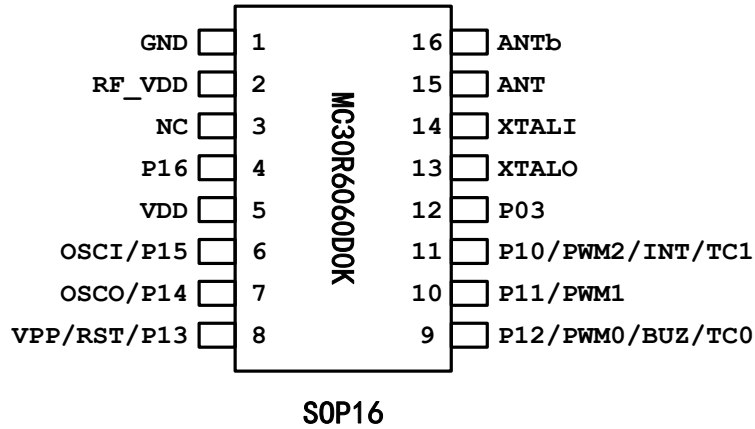 GND 1 16 ANTb
RF_VDD 2 15 ANT
NC 3 14 XTALI
P16 4 13 XTALO
VDD 5 12 P03
OSCI/P15 6 11 P10/PWM2/INT/TC1
OSCO/P14 7 10 P11/PWM1
VPP/RST/P13 8 9 P12/PWM0/BUZ/TC0
MC30R6060D0K
SOP16